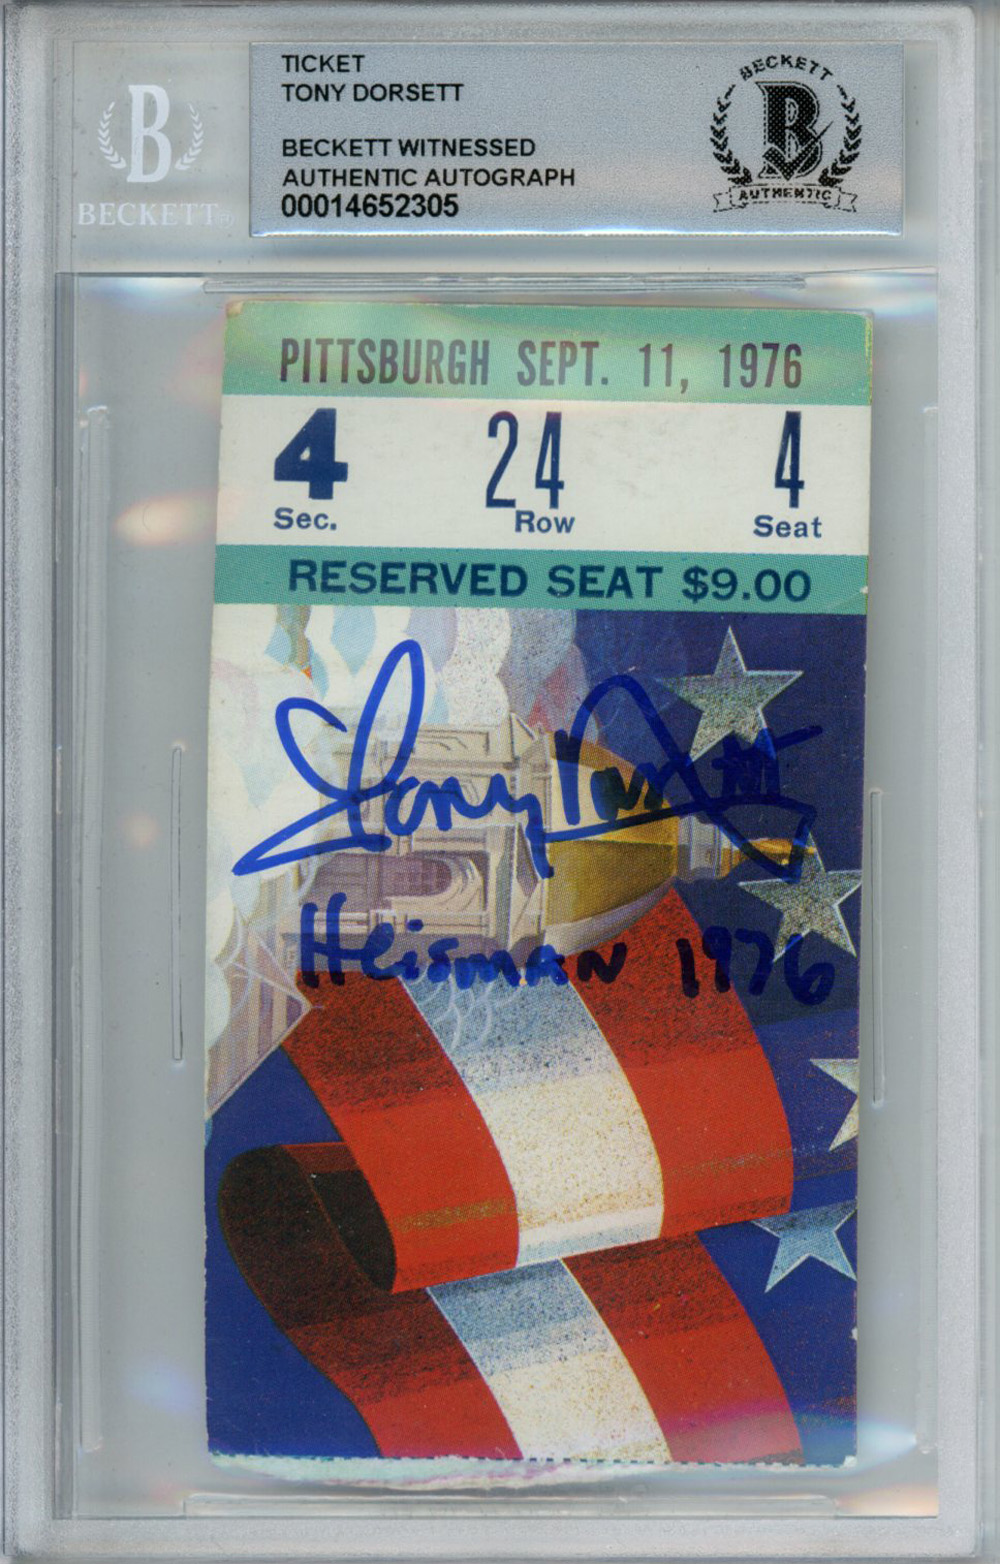 TICKET
TONY DORSETT
BECKETT WITNESSED
AUTHENTIC AUTOGRAPH
00014652305
B
BECKETT
BECKETT
B
AUTHENTIC
PITTSBURGH SEPT. 11, 1976
4 24 4
Sec. Row Seat
RESERVED SEAT $9.00
Tony Dorsett
Heisman 1976